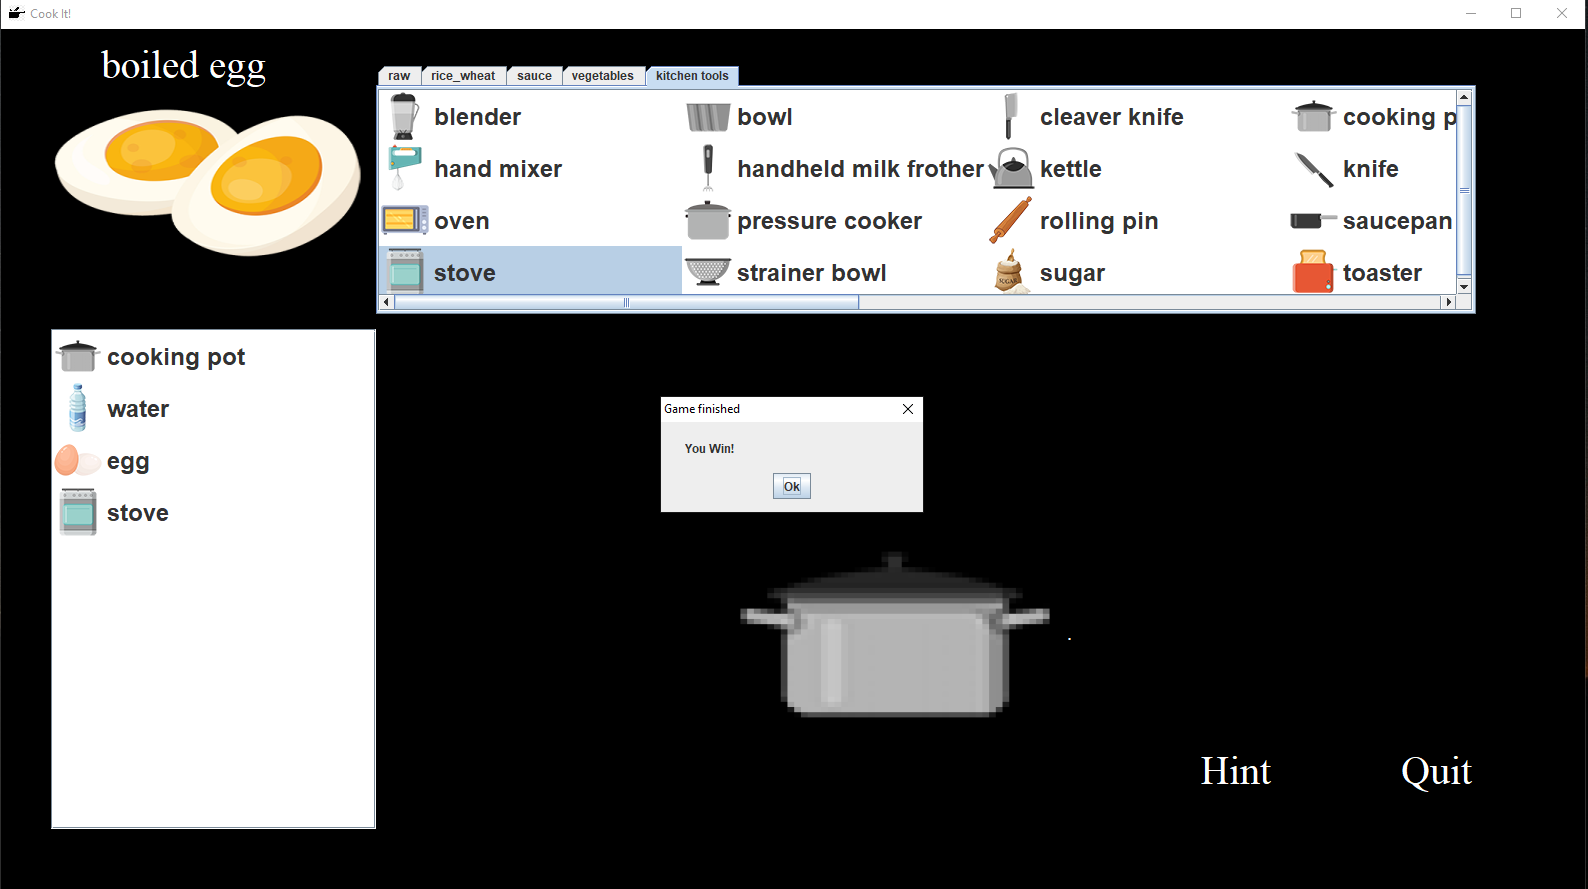 Cook It!
boiled egg
raw rice_wheat sauce vegetables kitchen tools
blender bowl cleaver knife cooking p
hand mixer handheld milk frother kettle knife
oven pressure cooker rolling pin saucepan
stove strainer bowl sugar toaster
SUGAR
cooking pot
water
egg
stove
Game finished
You Win!
Ok
.
Hint Quit